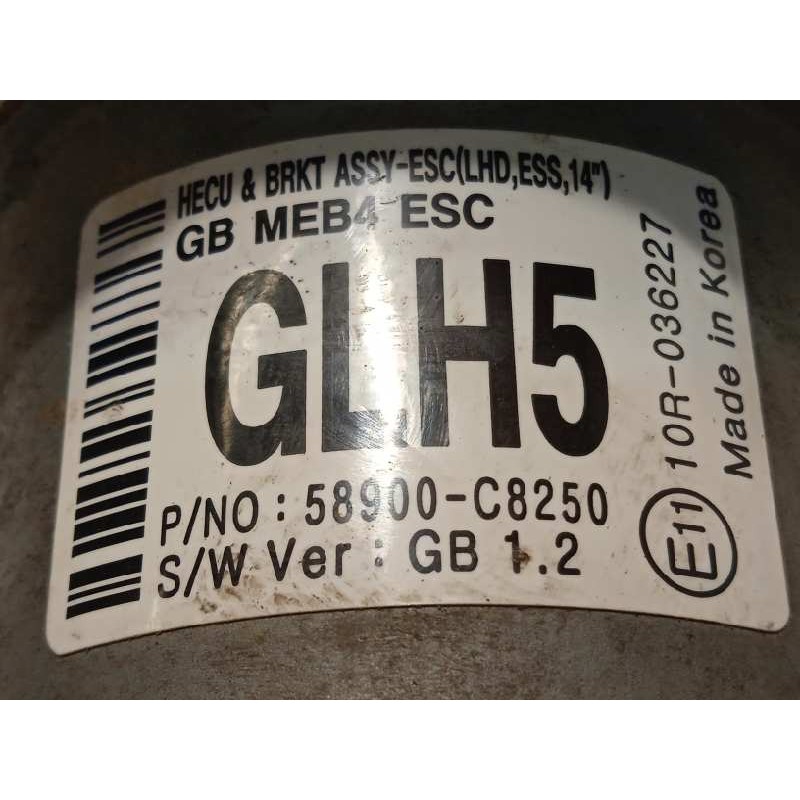 HECU & BRKT ASSY-ESC(LHD,ESS,14")
GB MEB4 ESC
GLH5
P/NO : 58900-C8250
S/W Ver : GB 1.2
E11 10R-036227
Made in Korea